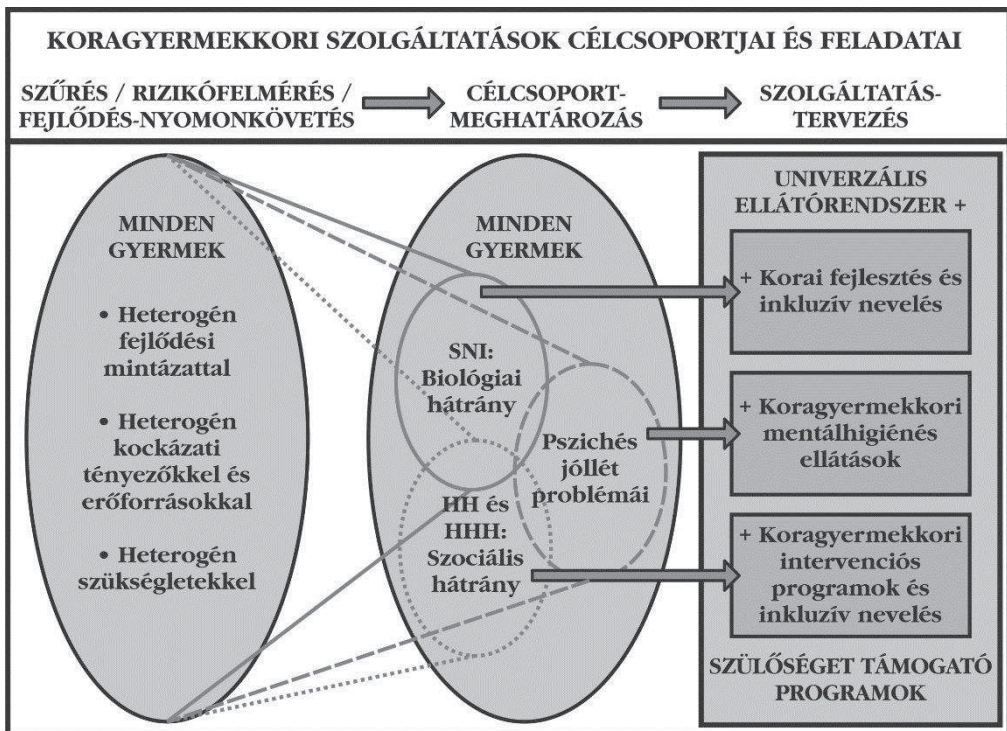 KORAGYERMEKKORI SZOLGÁLTATÁSOK CÉLCSOPORTJAI ÉS FELADATAI
SZŰRÉS / RIZIKÓFELMÉRÉS /
FEJLŐDÉS-NYOMONKÖVETÉS
CÉLCSOPORT-
MEGHATÁROZÁS
SZOLGÁLTATÁS-
TERVEZÉS
MINDEN
GYERMEK
• Heterogén
fejlődési
mintázattal
• Heterogén
kockázati
tényezőkkel és
erőforrásokkal
• Heterogén
szükségletekkel
MINDEN
GYERMEK
SNI:
Biológiai
hátrány
Pszichés
jóllét
problémái
HH és
HHH:
Szociális
hátrány
UNIVERZÁLIS
ELLÁTÓRENDSZER +
+ Korai fejlesztés és
inkluzív nevelés
+ Koragyermekkori
mentálhigiénés
ellátások
+ Koragyermekkori
intervenciós
programok és
inkluzív nevelés
SZÜLŐSÉGET TÁMOGATÓ
PROGRAMOK